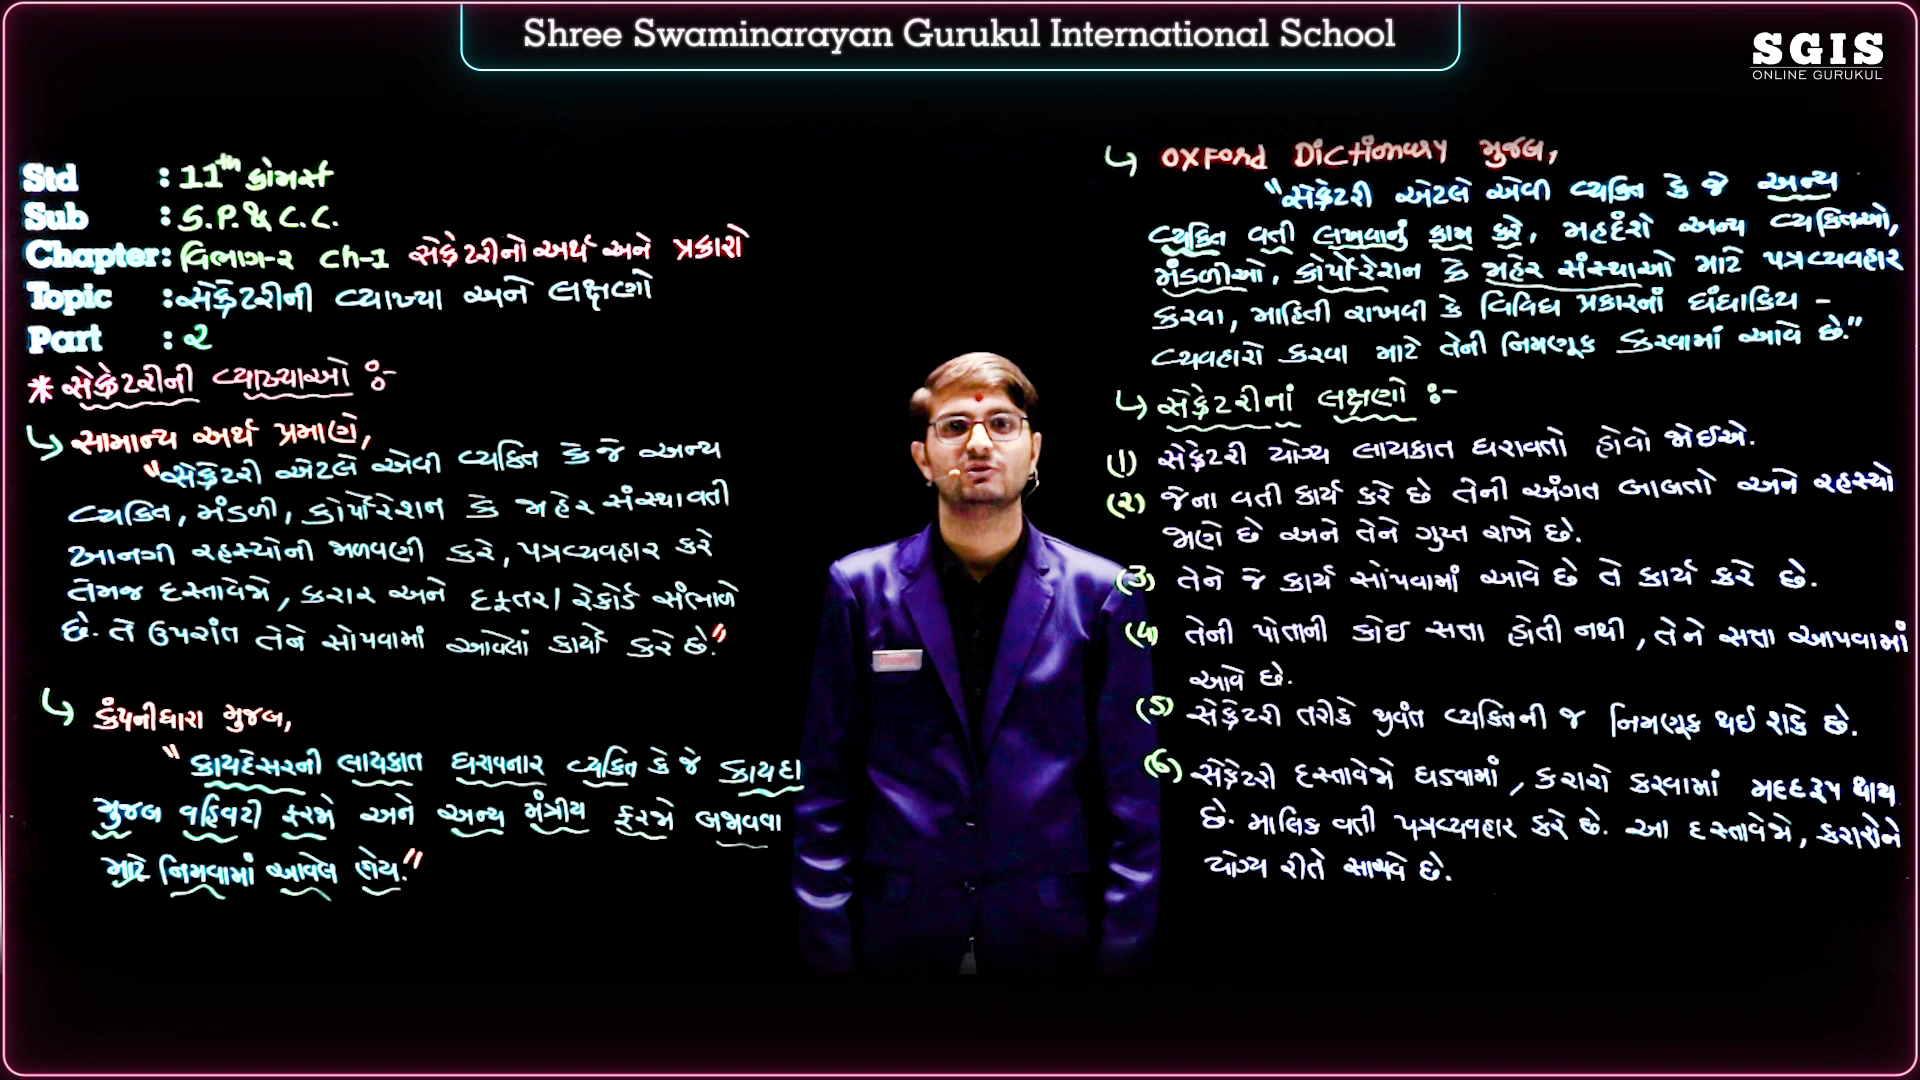 Shree Swaminarayan Gurukul International School
SGIS
ONLINE GURUKUL
Std : 11th કોમર્સ
Sub : S.P. & C.C.
Chapter: વિભાગ-૨ Ch-1 સેક્રેટરીનો અર્થ અને પ્રકારો
Topic : સેક્રેટરીની વ્યાખ્યા અને લક્ષણો
Part : ૨
* સેક્રેટરીની વ્યાખ્યાઓ :-
↳ સામાન્ય અર્થ પ્રમાણે,
"સેક્રેટરી એટલે એવી વ્યક્તિ કે જે અન્ય
વ્યક્તિ, મંડળી, કોર્પોરેશન કે જાહેર સંસ્થાવતી
ખાનગી રહસ્યોની જાળવણી કરે, પત્રવ્યવહાર કરે
તેમજ દસ્તાવેજો, કરાર અને દફતર/રેકોર્ડ સંભાળે
છે. તે ઉપરાંત તેને સોંપવામાં આવેલાં કાર્યો કરે છે."
↳ કંપનીધારા મુજબ,
"કાયદેસરની લાયકાત ધરાવનાર વ્યક્તિ કે જે કાયદા
મુજબ વહિવટી ફરજો અને અન્ય મંત્રીય ફરજો બજાવવા
માટે નિમવામાં આવેલ હોય."
↳ Oxford Dictionary મુજબ,
"સેક્રેટરી એટલે એવી વ્યક્તિ કે જે અન્ય
વ્યક્તિ વતી લખવાનું કામ કરે, મહદંશે અન્ય વ્યક્તિઓ,
મંડળીઓ, કોર્પોરેશન કે જાહેર સંસ્થાઓ માટે પત્રવ્યવહાર
કરવા, માહિતી રાખવી કે વિવિધ પ્રકારનાં ધંધાકિય -
વ્યવહારો કરવા માટે તેની નિમણૂક કરવામાં આવે છે."
↳ સેક્રેટરીનાં લક્ષણો :-
(1) સેક્રેટરી યોગ્ય લાયકાત ધરાવતો હોવો જોઈએ.
(૨) જેના વતી કાર્ય કરે છે તેની અંગત બાબતો અને રહસ્યો
જાણે છે અને તેને ગુપ્ત રાખે છે.
(૩) તેને જે કાર્ય સોંપવામાં આવે છે તે કાર્ય કરે છે.
(૪) તેની પોતાની કોઈ સત્તા હોતી નથી, તેને સત્તા આપવામાં
આવે છે.
(5) સેક્રેટરી તરીકે જીવંત વ્યક્તિની જ નિમણૂક થઈ શકે છે.
(6) સેક્રેટરી દસ્તાવેજો ઘડવામાં, કરારો કરવામાં મદદરૂપ થાય
છે. માલિક વતી પત્રવ્યવહાર કરે છે. આ દસ્તાવેજો, કરારોને
યોગ્ય રીતે સાચવે છે.